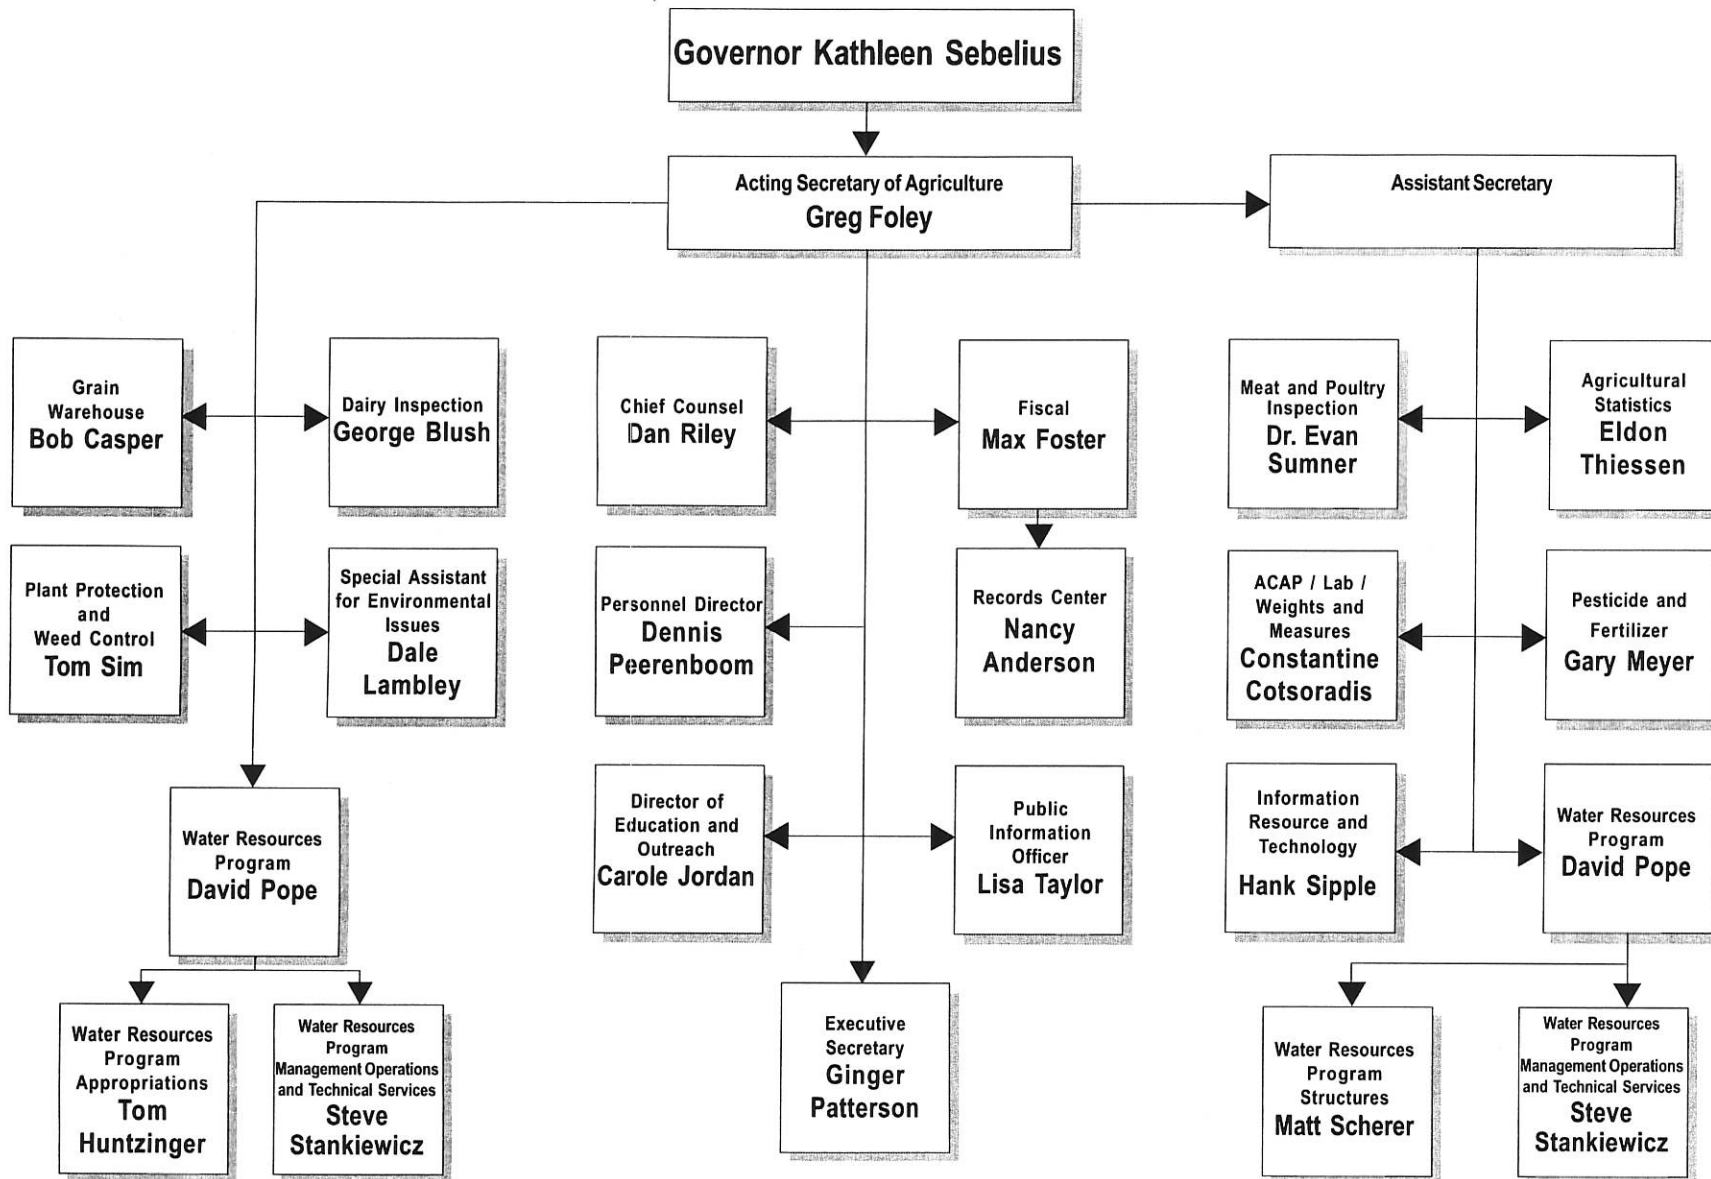 Governor Kathleen Sebelius
Acting Secretary of Agriculture
Greg Foley
Assistant Secretary
Grain
Warehouse
Bob Casper
Dairy Inspection
George Blush
Chief Counsel
Dan Riley
Fiscal
Max Foster
Meat and Poultry
Inspection
Dr. Evan
Sumner
Agricultural
Statistics
Eldon
Thiessen
Plant Protection
and
Weed Control
Tom Sim
Special Assistant
for Environmental
Issues
Dale
Lambley
Personnel Director
Dennis
Peerenboom
Records Center
Nancy
Anderson
ACAP / Lab /
Weights and
Measures
Constantine
Cotsoradis
Pesticide and
Fertilizer
Gary Meyer
Water Resources
Program
David Pope
Director of
Education and
Outreach
Carole Jordan
Public
Information
Officer
Lisa Taylor
Information
Resource and
Technology
Hank Sipple
Water Resources
Program
David Pope
Water Resources
Program
Appropriations
Tom
Huntzinger
Water Resources
Program
Management Operations
and Technical Services
Steve
Stankiewicz
Executive
Secretary
Ginger
Patterson
Water Resources
Program
Structures
Matt Scherer
Water Resources
Program
Management Operations
and Technical Services
Steve
Stankiewicz